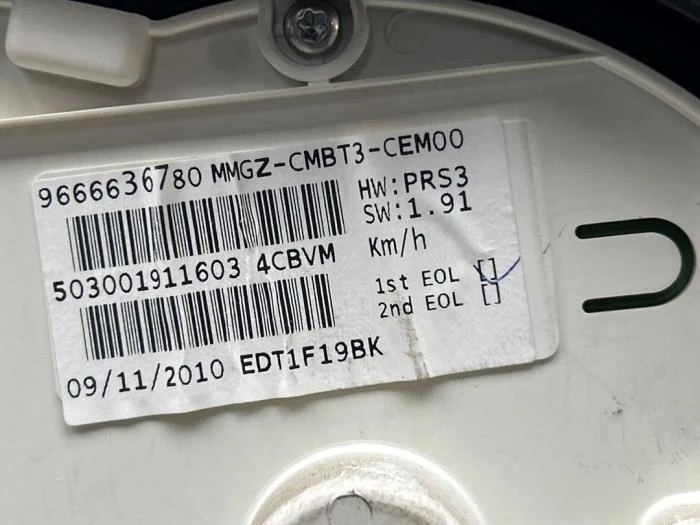 9666636780 MMGZ-CMBT3-CEM00
HW:PRS3
SW:1.91
503001911603 4CBVM
Km/h
1st EOL []
2nd EOL []
09/11/2010 EDT1F19BK